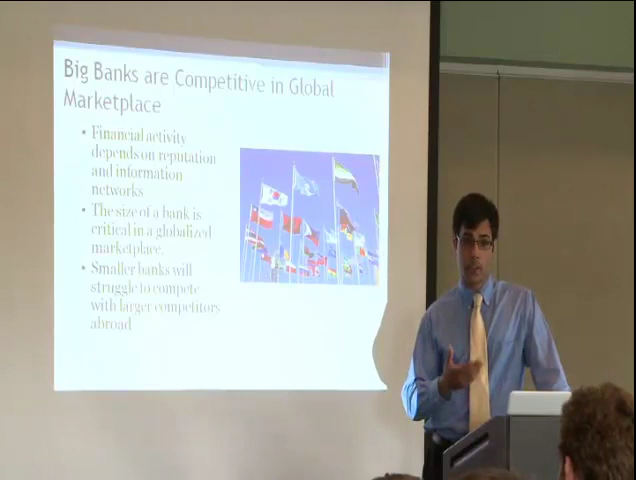 Big Banks are Competitive in Global
Marketplace
• Financial activity
depends on reputation
and information
networks
• The size of a bank is
critical in a globalized
marketplace.
• Smaller banks will
struggle to compete
with larger competitors
abroad